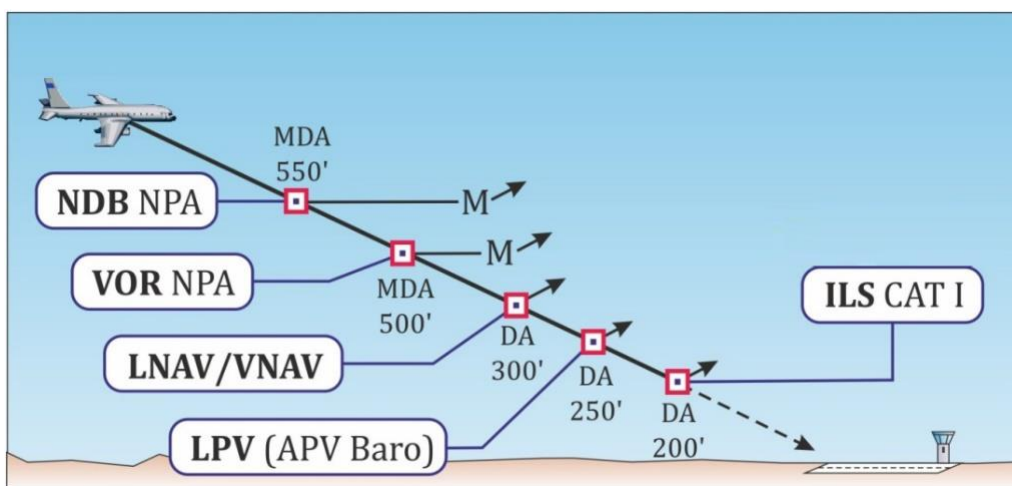 MDA
550'
NDB NPA
M
M
VOR NPA
MDA
500'
ILS CAT I
LNAV/VNAV
DA
300'
DA
250'
DA
200'
LPV (APV Baro)